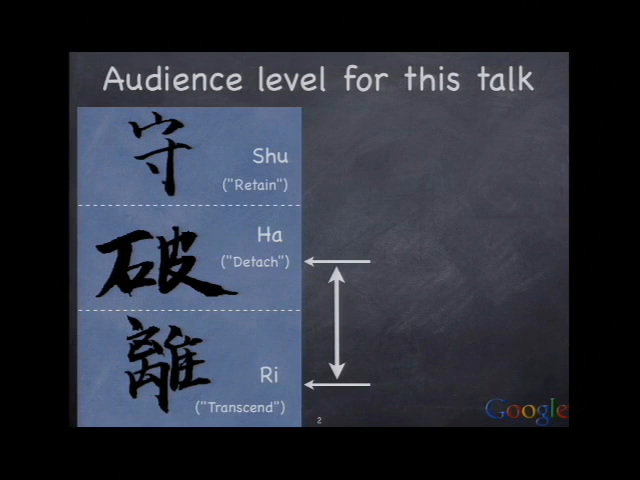 Audience level for this talk
守
Shu
("Retain")
破
Ha
("Detach")
離
Ri
("Transcend")
2
Google